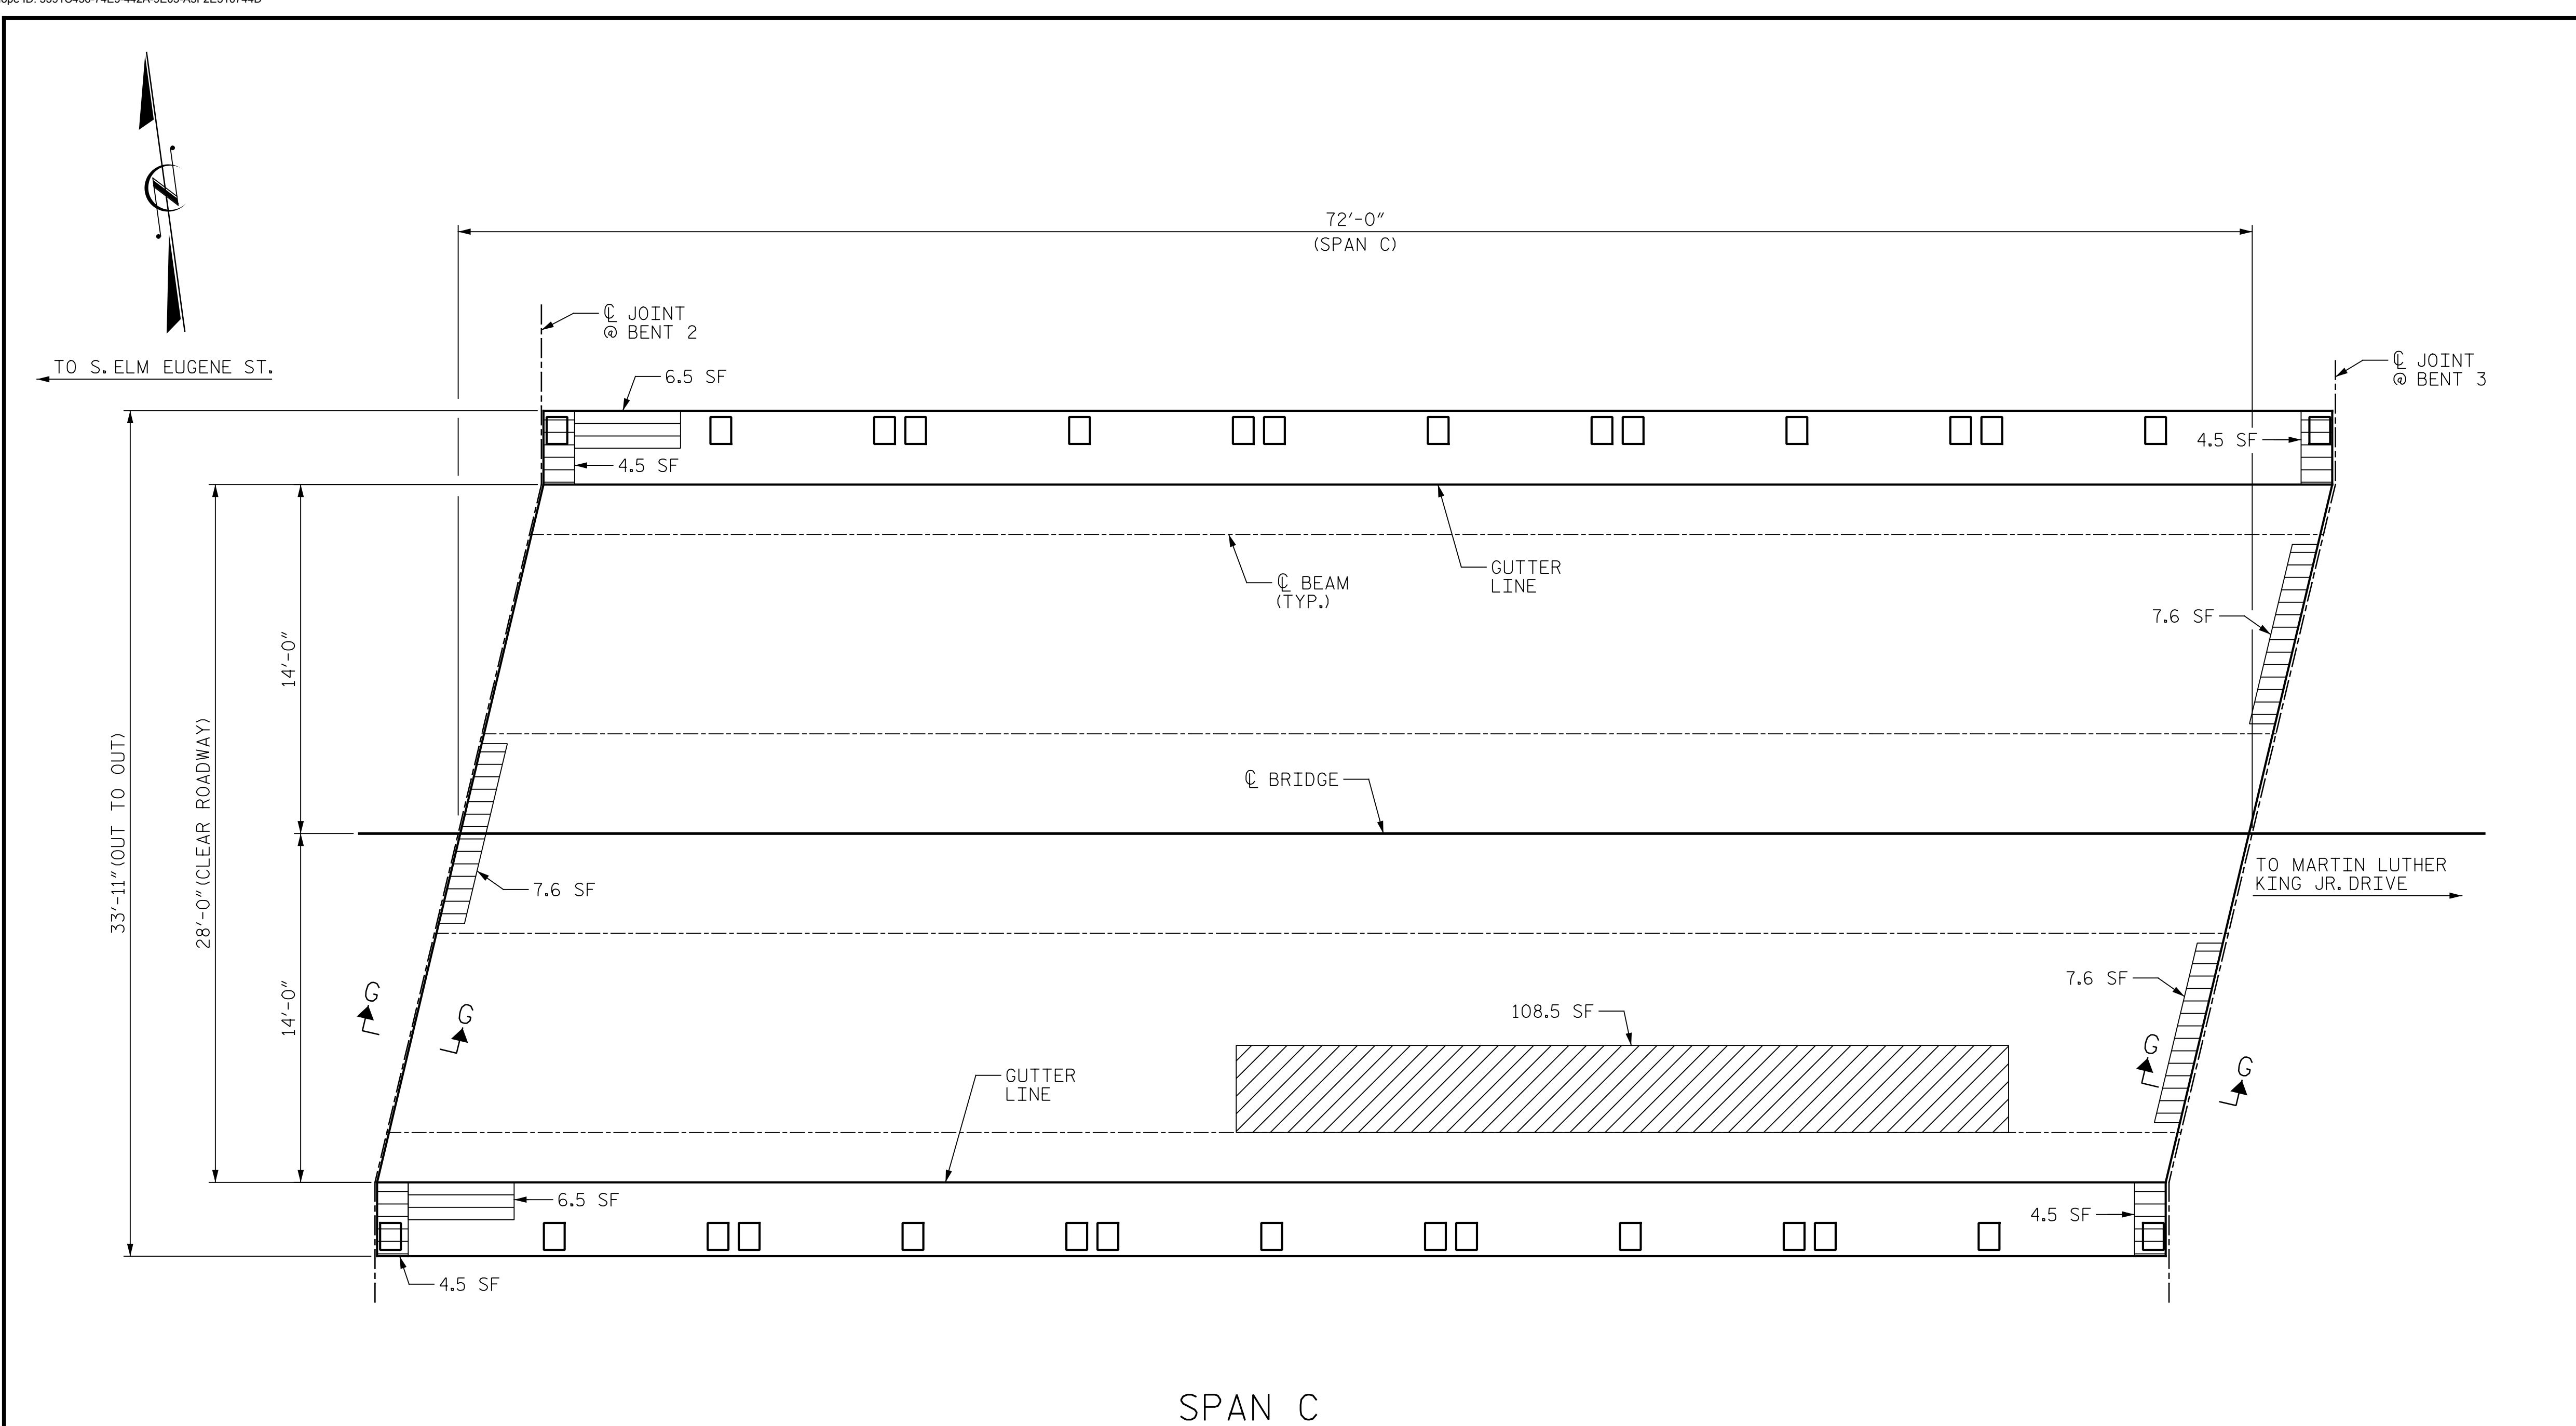 72'-0"
(SPAN C)
℄ JOINT
@ BENT 2
TO S. ELM EUGENE ST.
6.5 SF
℄ JOINT
@ BENT 3
4.5 SF
4.5 SF
℄ BEAM
(TYP.)
GUTTER
LINE
7.6 SF
14'-0"
33'-11" (OUT TO OUT)
28'-0" (CLEAR ROADWAY)
℄ BRIDGE
TO MARTIN LUTHER
KING JR. DRIVE
7.6 SF
14'-0"
G
G
7.6 SF
108.5 SF
G
G
GUTTER
LINE
6.5 SF
4.5 SF
4.5 SF
SPAN C